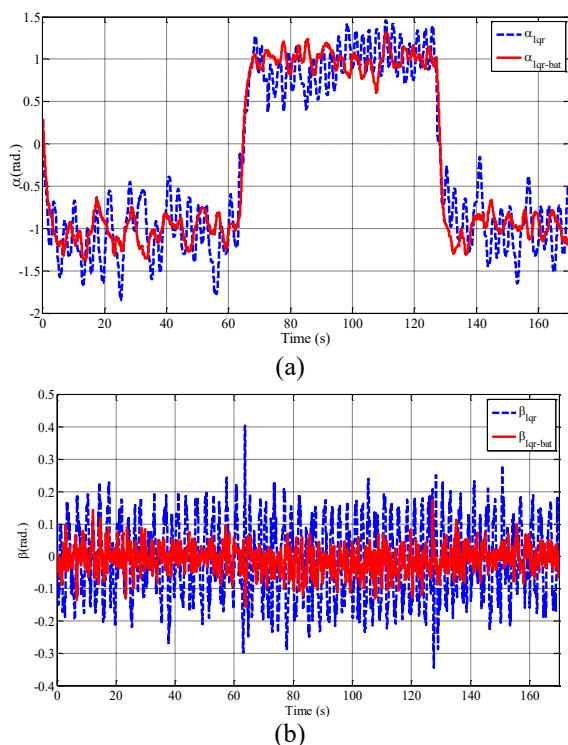 1.5
1
0.5
0
-0.5
-1
-1.5
-2
α(rad.)
α_lqr
α_lqr-bat
0 20 40 60 80 100 120 140 160
Time (s)
(a)
0.5
0.4
0.3
0.2
0.1
0
-0.1
-0.2
-0.3
-0.4
β(rad.)
β_lqr
β_lqr-bat
0 20 40 60 80 100 120 140 160
Time (s)
(b)